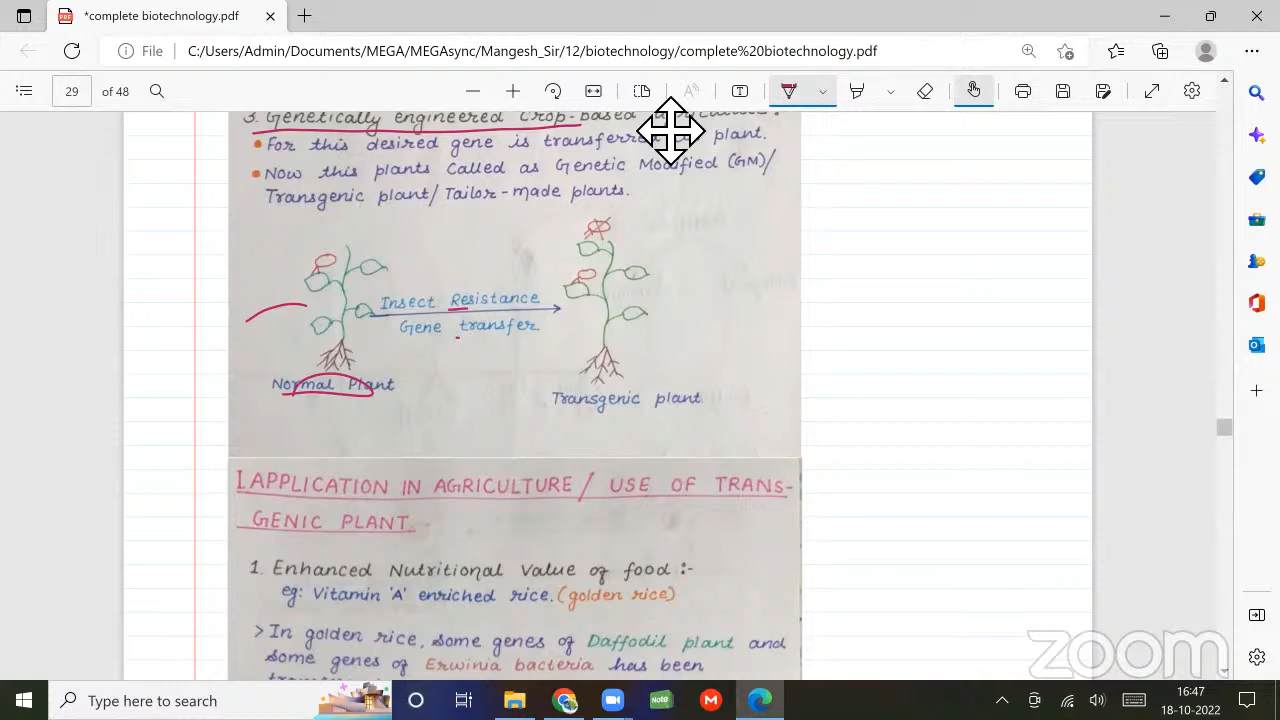 *complete biotechnology.pdf
File
C:/Users/Admin/Documents/MEGA/MEGAsync/Mangesh_Sir/12/biotechnology/complete%20biotechnology.pdf
29 of 48
3. Genetically engineered Crop-based
For this desired gene is transferred plant.
Now this plants Called as Genetic Modified (GM)/
Transgenic plant/ Tailor-made plants.
Insect Resistance
Gene transfer.
Normal Plant
Transgenic plant
I APPLICATION IN AGRICULTURE / USE OF TRANS-
GENIC PLANT.
1. Enhanced Nutritional Value of food :-
eg: Vitamin 'A' enriched rice. (golden rice)
> In golden rice, some genes of Daffodil plant and
some genes of Erwinia bacteria has been
zoom
Type here to search
Note
M
16:47
18-10-2022